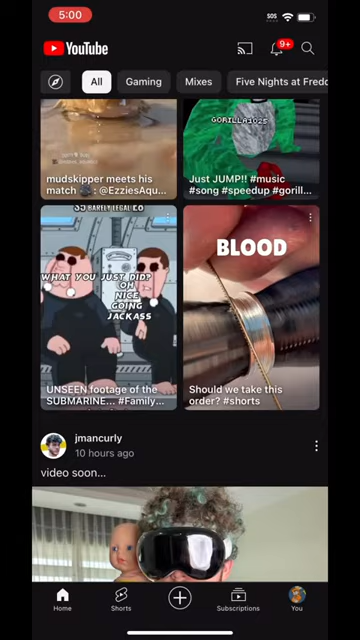 5:00
SOS
YouTube
9+
All
Gaming
Mixes
Five Nights at Fredd
mudskipper meets his
match : @EzziesAqu...
GORILLA1025
Just JUMP!! #music
#song #speedup #gorill...
WHAT YOU JUST DID?
OH
NICE
GOING
JACKASS
UNSEEN footage of the
SUBMARINE... #Family...
BLOOD
Should we take this
order? #shorts
jmancurly
10 hours ago
video soon...
Home
Shorts
Subscriptions
You